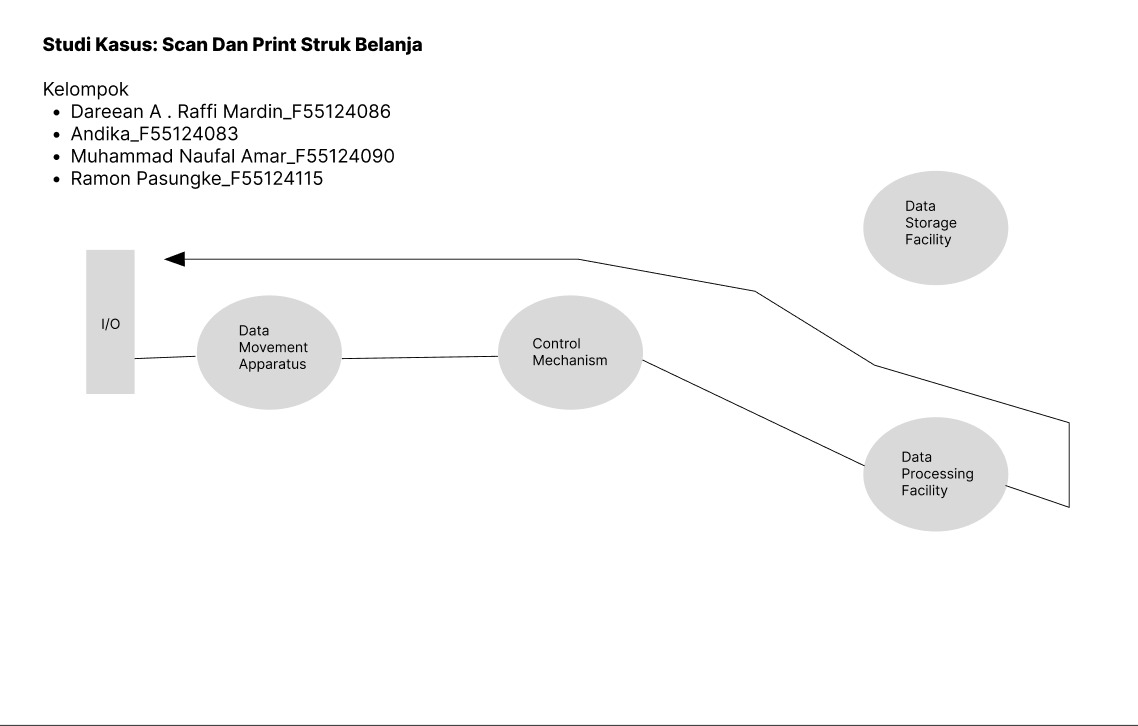 Studi Kasus: Scan Dan Print Struk Belanja
Kelompok
• Dareean A . Raffi Mardin_F55124086
• Andika_F55124083
• Muhammad Naufal Amar_F55124090
• Ramon Pasungke_F55124115
Data
Storage
Facility
I/O
Data
Movement
Apparatus
Control
Mechanism
Data
Processing
Facility